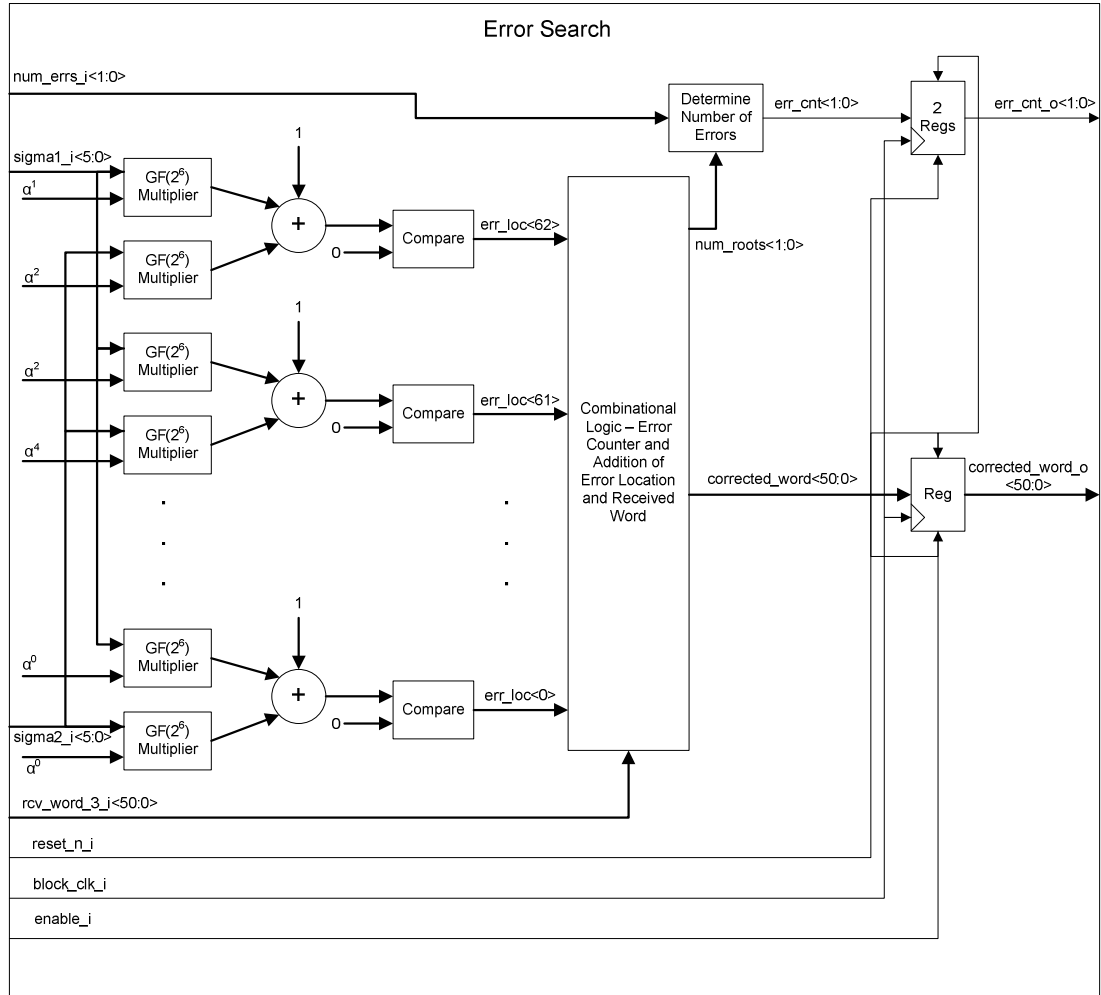 Error Search
num_errs_i<1:0>
Determine
Number of
Errors
err_cnt<1:0>
2
Regs
err_cnt_o<1:0>
sigma1_i<5:0>
α¹
GF(2⁶)
Multiplier
1
+
0
Compare
err_loc<62>
num_roots<1:0>
α²
GF(2⁶)
Multiplier
α²
GF(2⁶)
Multiplier
1
+
0
Compare
err_loc<61>
α⁴
GF(2⁶)
Multiplier
Combinational
Logic – Error
Counter and
Addition of
Error Location
and Received
Word
corrected_word<50:0>
Reg
corrected_word_o
<50:0>
.
.
.
.
.
.
α⁰
GF(2⁶)
Multiplier
1
+
0
Compare
err_loc<0>
sigma2_i<5:0>
α⁰
GF(2⁶)
Multiplier
rcv_word_3_i<50:0>
reset_n_i
block_clk_i
enable_i